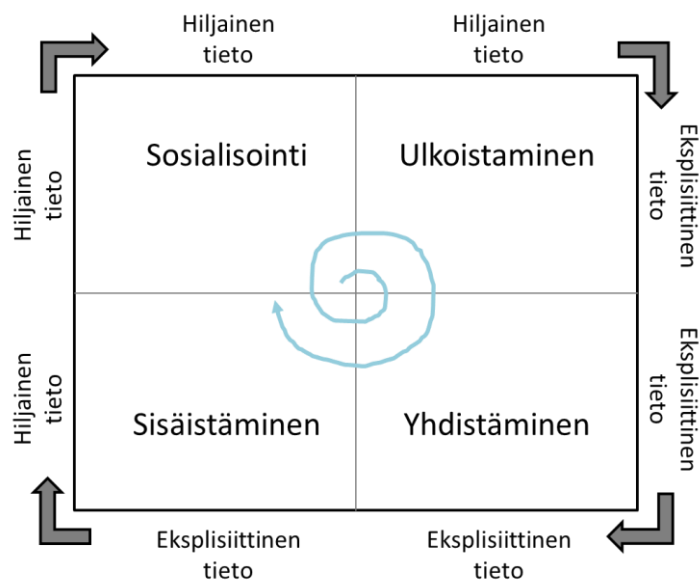 Hiljainen
tieto
Hiljainen
tieto
Hiljainen
tieto
Sosialisointi
Ulkoistaminen
Eksplisiittinen
tieto
Hiljainen
tieto
Sisäistäminen
Yhdistäminen
Eksplisiittinen
tieto
Eksplisiittinen
tieto
Eksplisiittinen
tieto